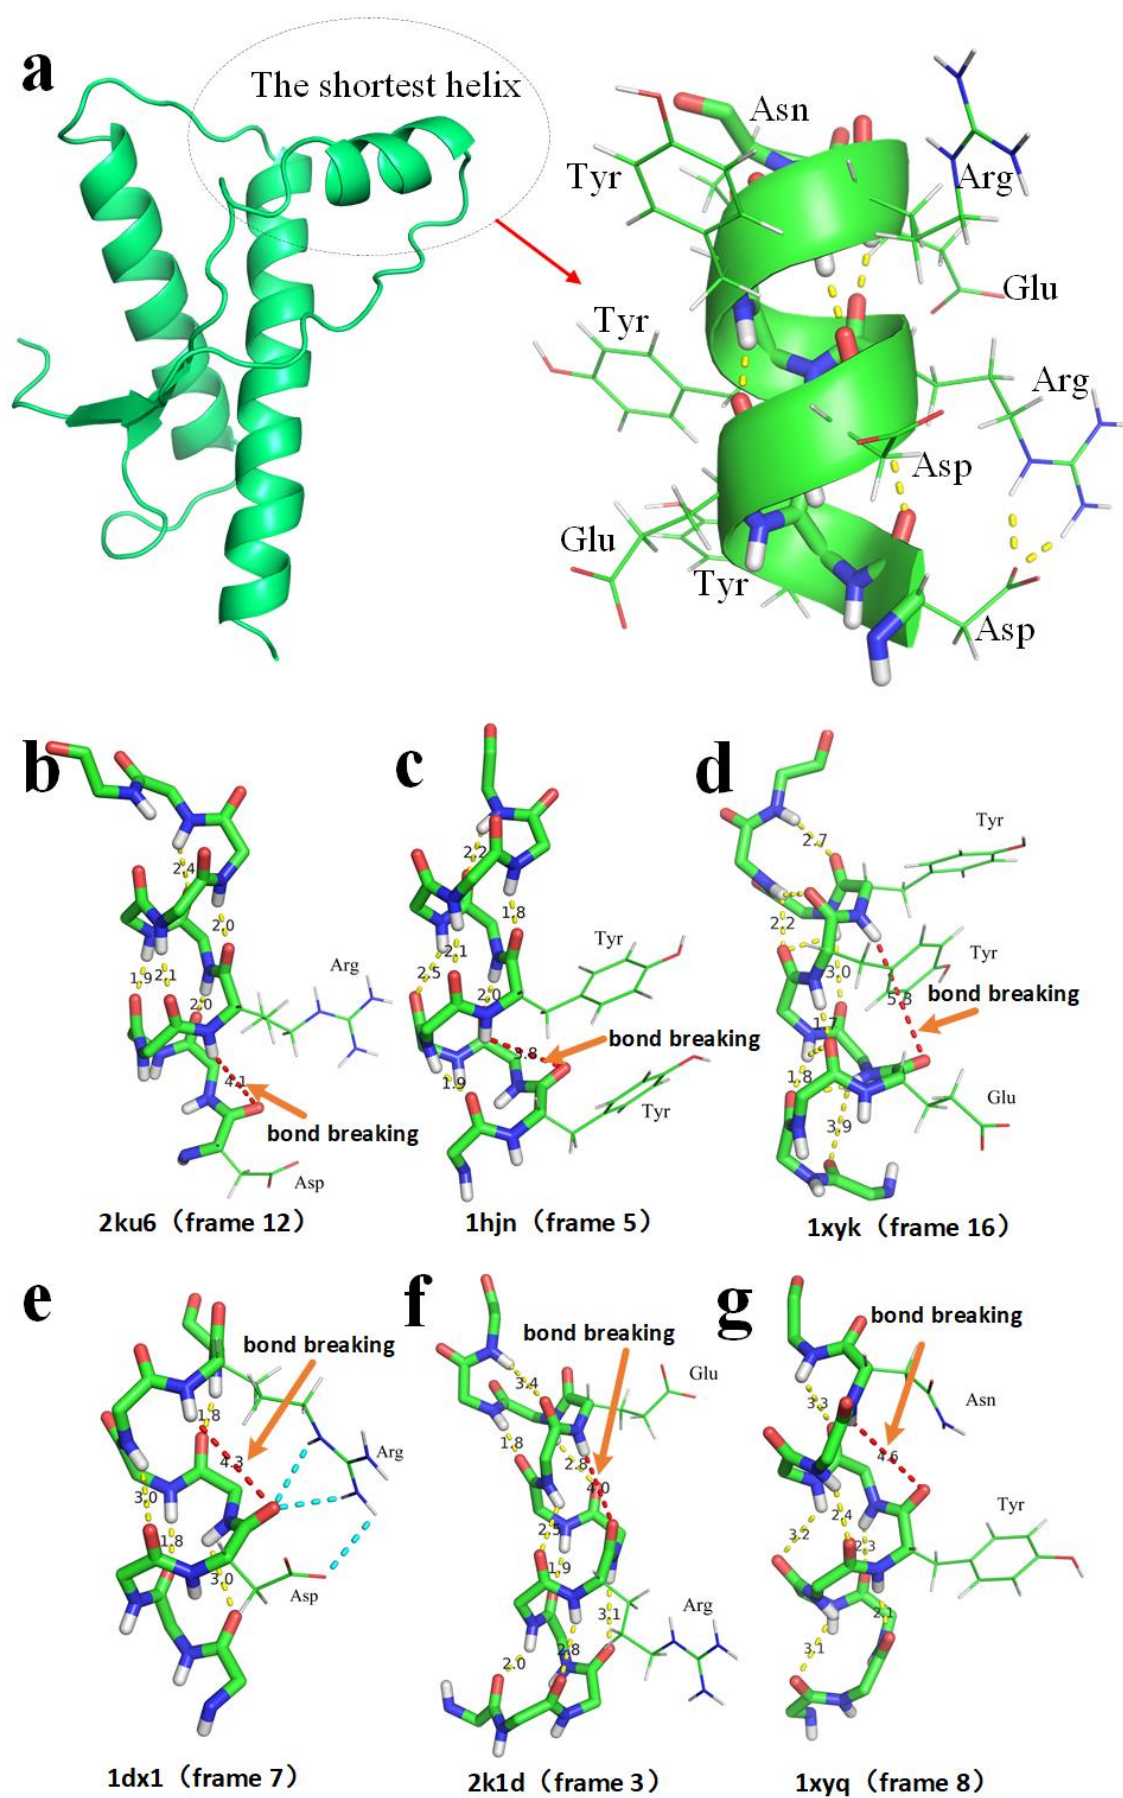 a
The shortest helix
Asn
Tyr
Arg
Glu
Tyr
Arg
Asp
Glu
Tyr
Asp
b
2.4
2.0
1.9
2.1
2.0
Arg
4.1
bond breaking
Asp
2ku6（frame 12）
c
2.2
1.8
2.1
2.5
2.0
Tyr
bond breaking
3.8
1.9
Tyr
1hjn（frame 5）
d
Tyr
2.7
2.2
Tyr
3.0
5.3
bond breaking
1.7
1.8
Glu
3.9
1xyk（frame 16）
e
bond breaking
1.8
Arg
4.3
3.0
1.8
3.0
Asp
1dx1（frame 7）
f
bond breaking
Glu
3.4
1.8
2.8
4.0
2.5
1.9
3.1
Arg
2.8
2.0
2k1d（frame 3）
g
bond breaking
Asn
3.3
4.6
Tyr
2.4
3.2
2.3
2.1
3.1
1xyq（frame 8）